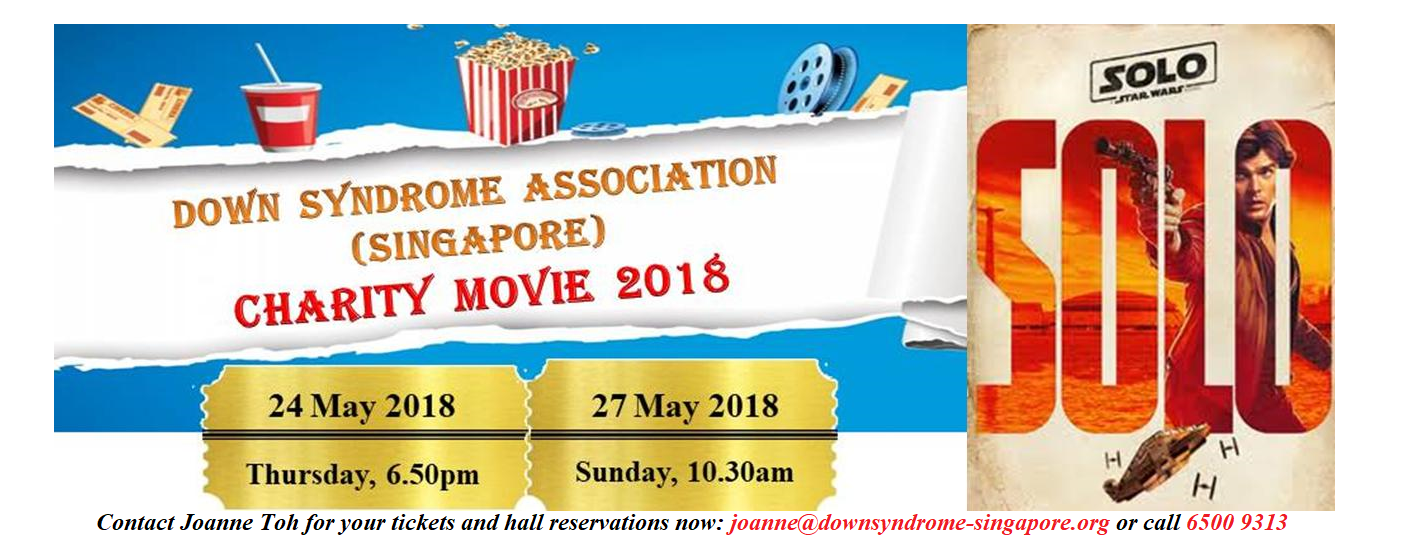 DOWN SYNDROME ASSOCIATION
(SINGAPORE)
CHARITY MOVIE 2018
24 May 2018
Thursday, 6.50pm
27 May 2018
Sunday, 10.30am
SOLO
STAR WARS
SOLO
Contact Joanne Toh for your tickets and hall reservations now: joanne@downsyndrome-singapore.org or call 6500 9313